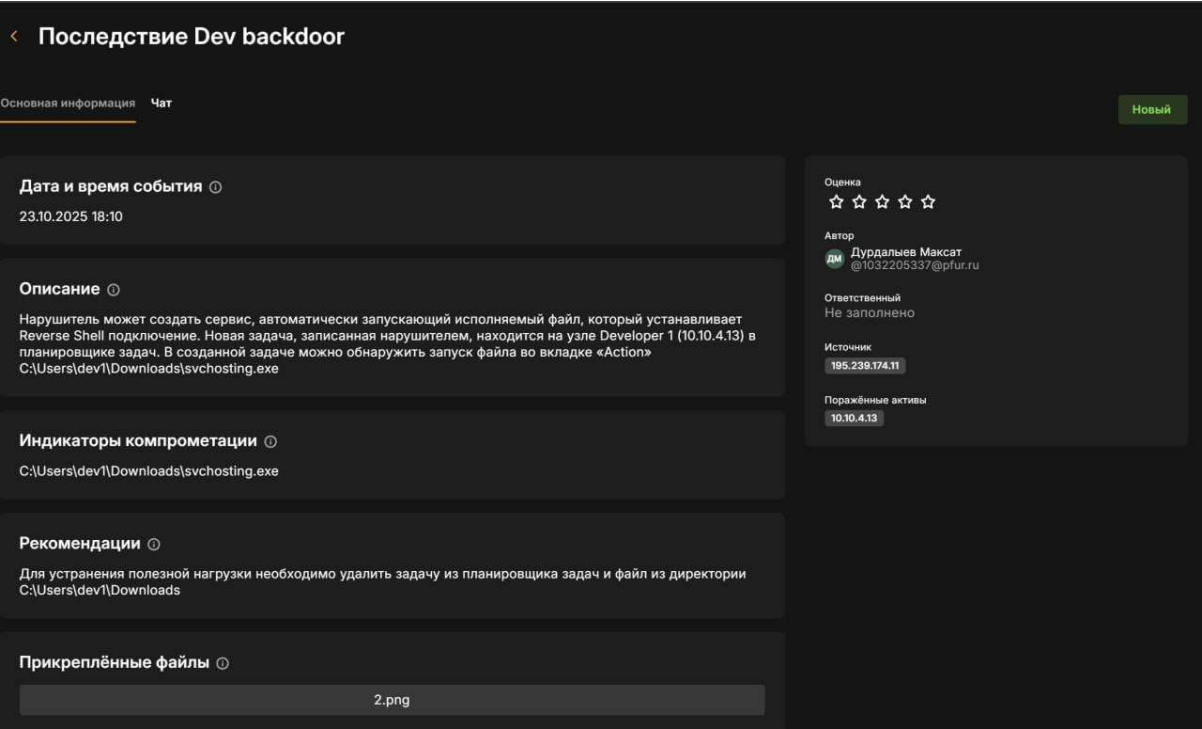 Последствие Dev backdoor
Основная информация Чат
Новый
Дата и время события
23.10.2025 18:10
Описание
Нарушитель может создать сервис, автоматически запускающий исполняемый файл, который устанавливает
Reverse Shell подключение. Новая задача, записанная нарушителем, находится на узле Developer 1 (10.10.4.13) в
планировщике задач. В созданной задаче можно обнаружить запуск файла во вкладке «Action»
C:\Users\dev1\Downloads\svchosting.exe
Индикаторы компрометации
C:\Users\dev1\Downloads\svchosting.exe
Рекомендации
Для устранения полезной нагрузки необходимо удалить задачу из планировщика задач и файл из директории
C:\Users\dev1\Downloads
Прикреплённые файлы
2.png
Оценка
Автор
ДМ
Дурдалыев Максат
@1032205337@pfur.ru
Ответственный
Не заполнено
Источник
195.239.174.11
Поражённые активы
10.10.4.13